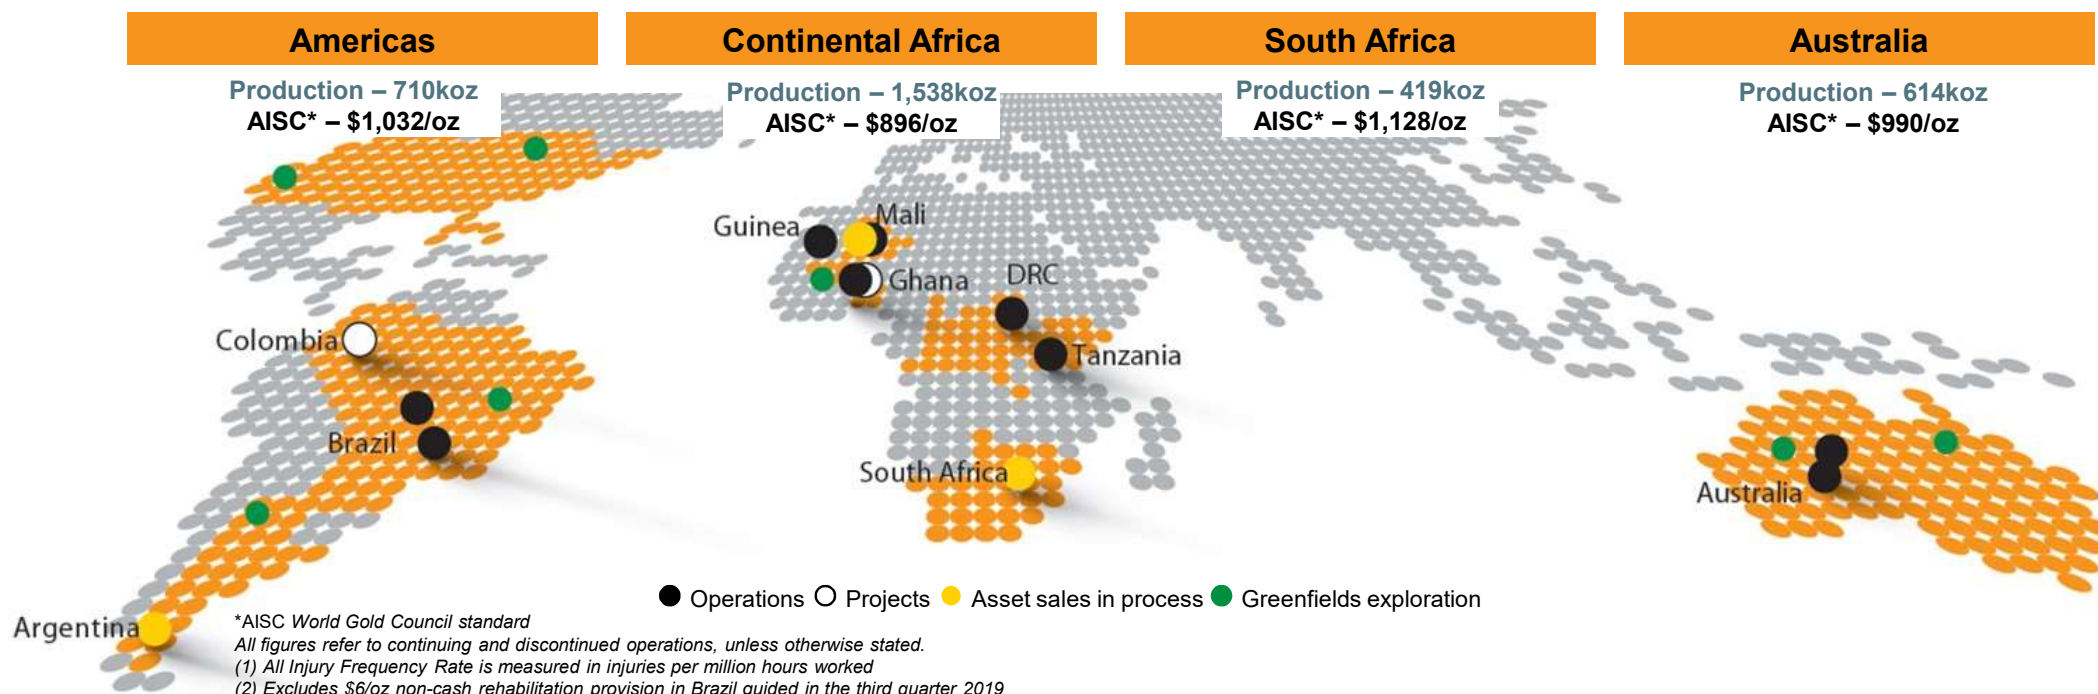 Americas
Production – 710koz
AISC* – $1,032/oz
Continental Africa
Production – 1,538koz
AISC* – $896/oz
South Africa
Production – 419koz
AISC* – $1,128/oz
Australia
Production – 614koz
AISC* – $990/oz
Guinea
Mali
Ghana
DRC
Colombia
Tanzania
Brazil
South Africa
Australia
Argentina
Operations
Projects
Asset sales in process
Greenfields exploration
*AISC World Gold Council standard
All figures refer to continuing and discontinued operations, unless otherwise stated.
(1) All Injury Frequency Rate is measured in injuries per million hours worked
(2) Excludes $6/oz non-cash rehabilitation provision in Brazil guided in the third quarter 2019